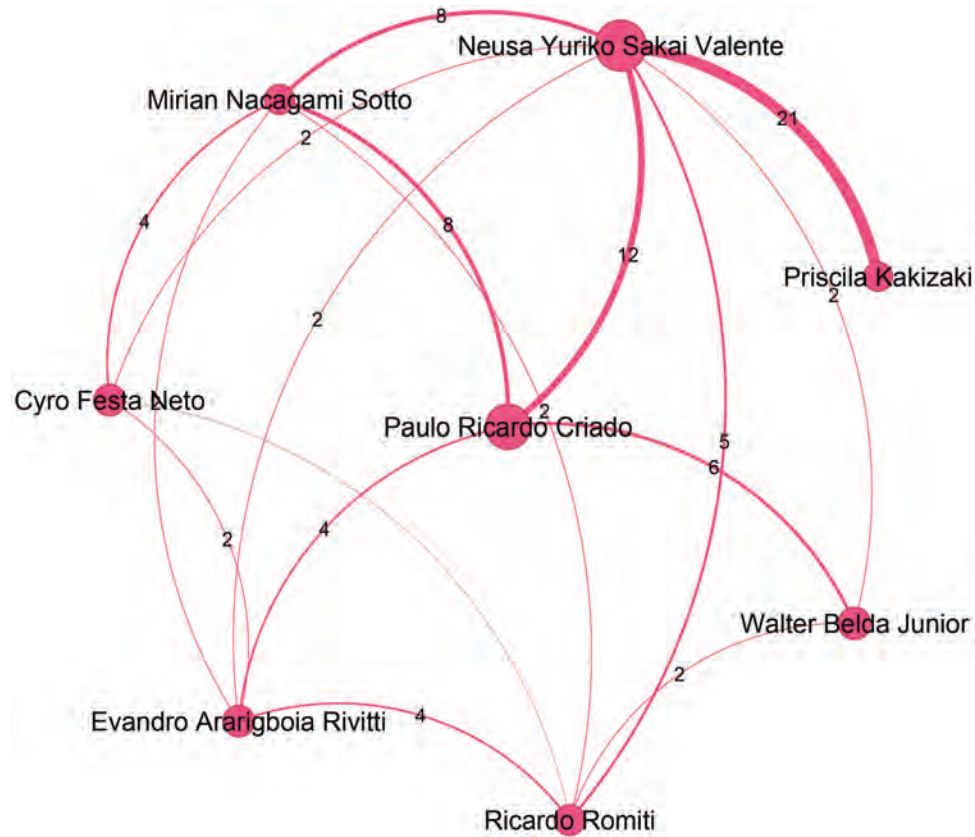 8
Neusa Yuriko Sakai Valente
Mirian Nacagami Sotto
21
2
4
8
12
Priscila Kakizaki
2
2
Cyro Festa Neto
2
Paulo Ricardo Criado
5
6
4
2
Walter Belda Junior
2
Evandro Ararigboia Rivitti
4
Ricardo Romiti